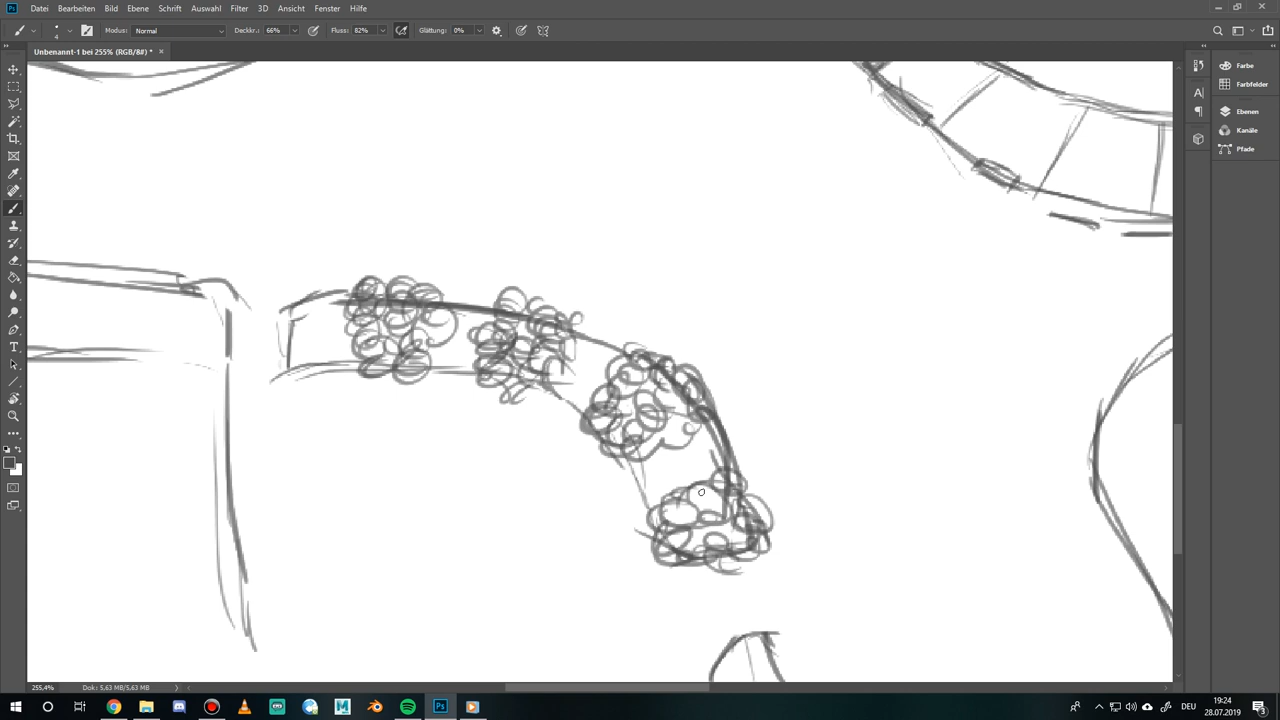 Datei Bearbeiten Bild Ebene Schrift Auswählen Filter 3D Ansicht Fenster Hilfe
4 Modus: Normal Deckkr.: 66% Fluss: 82% Glättung: 0%
Unbenannt-1 bei 255% (RGB/8#) *
Farbe
Farbfelder
Ebenen
Kanäle
Pfade
255,4% Dok: 5,63 MB/5,63 MB
DEU 19:24
28.07.2019